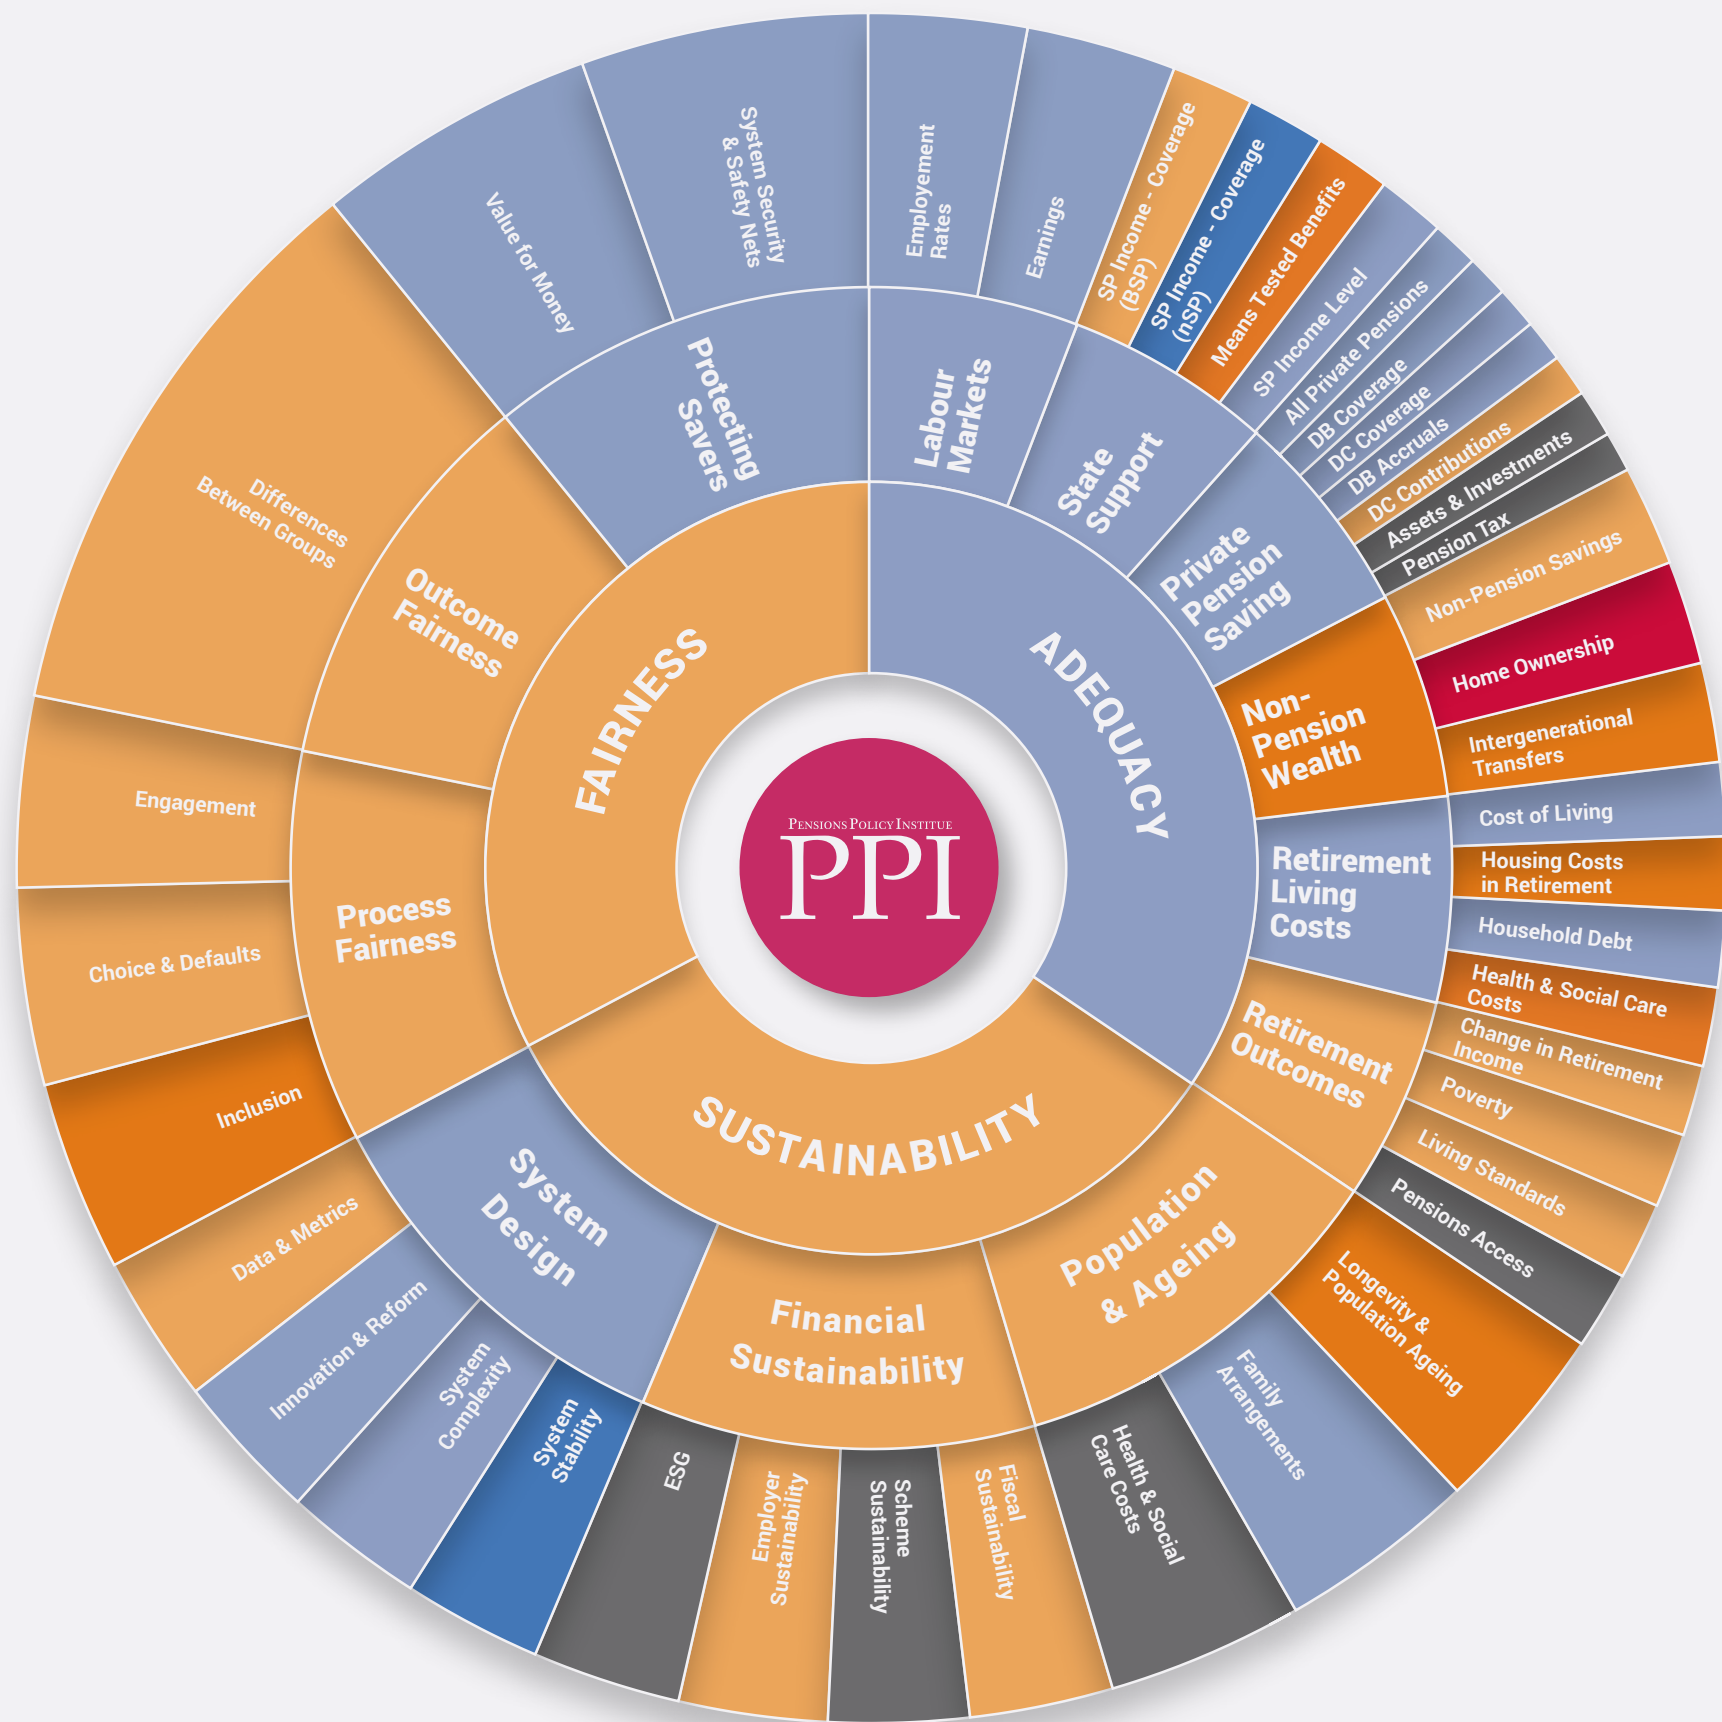 PENSIONS POLICY INSTITUE
PPI
ADEQUACY
SUSTAINABILITY
FAIRNESS
Labour
Markets
State
Support
Private
Pension
Saving
Non-
Pension
Wealth
Retirement
Living
Costs
Retirement
Outcomes
Population
& Ageing
Financial
Sustainability
System
Design
Process
Fairness
Outcome
Fairness
Protecting
Savers
Employement
Rates
Earnings
SP Income - Coverage
(BSP)
SP Income - Coverage
(nSP)
Means Tested Benefits
SP Income Level
All Private Pensions
DB Coverage
DC Coverage
DB Accruals
DC Contributions
Assets & Investments
Pension Tax
Non-Pension Savings
Home Ownership
Intergenerational
Transfers
Cost of Living
Housing Costs
in Retirement
Household Debt
Health & Social Care
Costs
Change in Retirement
Income
Poverty
Living Standards
Pensions Access
Longevity &
Population Ageing
Family
Arrangements
Health & Social
Care Costs
Fiscal
Sustainability
Scheme
Sustainability
Employer
Sustainability
ESG
System
Stability
System
Complexity
Innovation & Reform
Data & Metrics
Inclusion
Choice & Defaults
Engagement
Differences
Between Groups
Value for Money
System Security
& Safety Nets